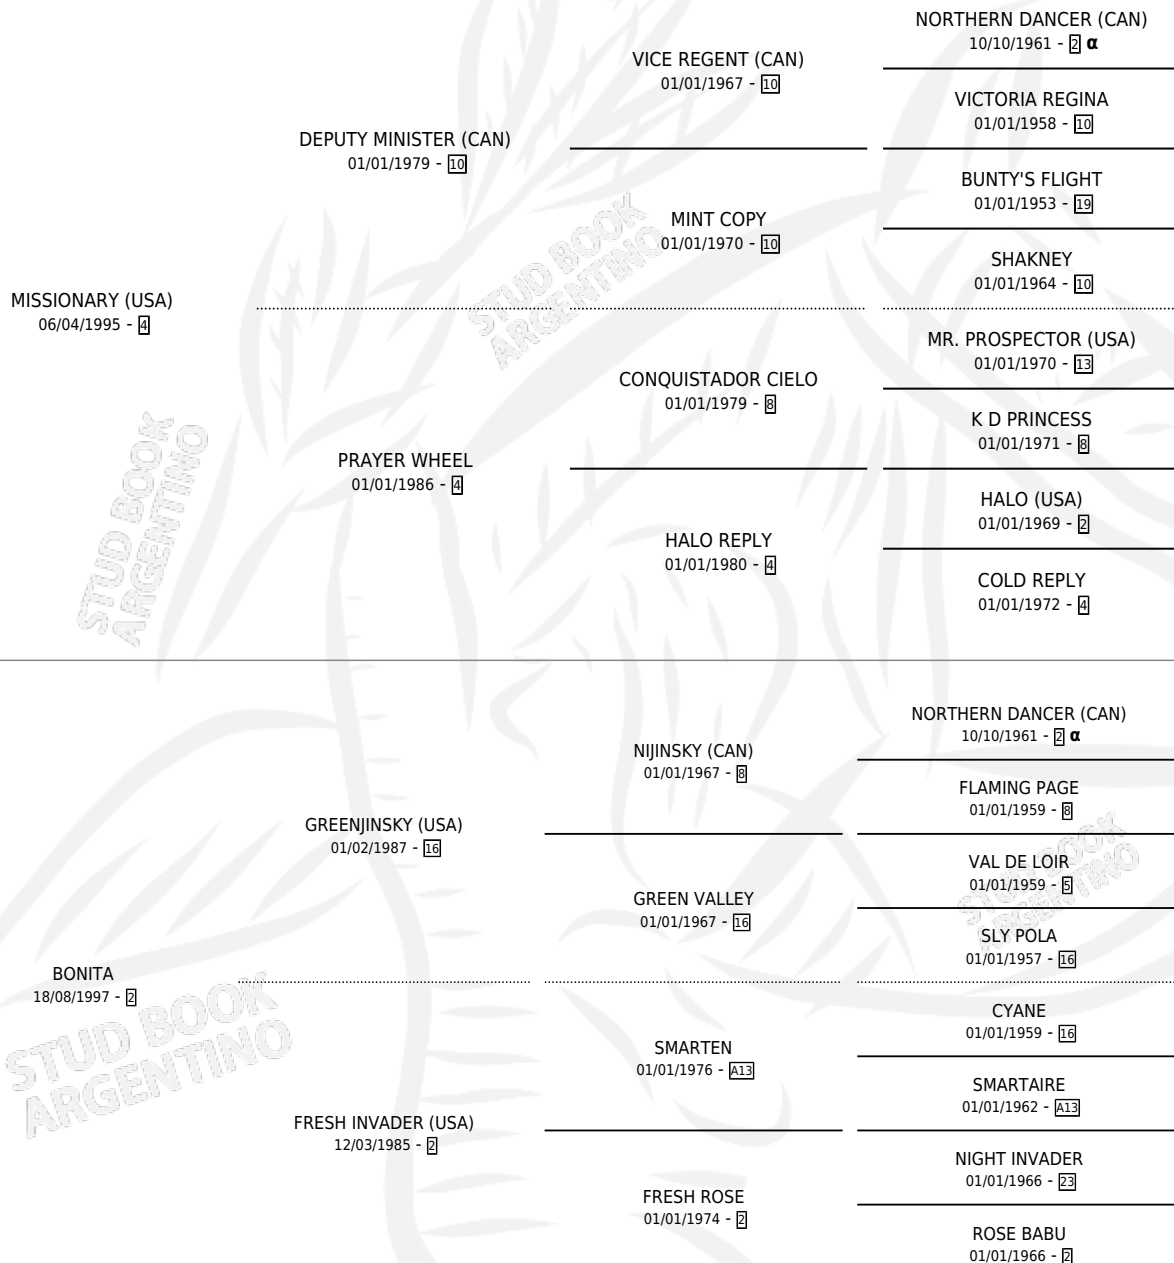 NORTHERN DANCER (CAN)
10/10/1961 - 2 α
VICE REGENT (CAN)
01/01/1967 - 10
VICTORIA REGINA
01/01/1958 - 10
DEPUTY MINISTER (CAN)
01/01/1979 - 10
BUNTY'S FLIGHT
01/01/1953 - 19
MINT COPY
01/01/1970 - 10
SHAKNEY
01/01/1964 - 10
MISSIONARY (USA)
06/04/1995 - 4
MR. PROSPECTOR (USA)
01/01/1970 - 13
CONQUISTADOR CIELO
01/01/1979 - 8
K D PRINCESS
01/01/1971 - 8
PRAYER WHEEL
01/01/1986 - 4
HALO (USA)
01/01/1969 - 2
HALO REPLY
01/01/1980 - 4
COLD REPLY
01/01/1972 - 4
NORTHERN DANCER (CAN)
10/10/1961 - 2 α
NIJINSKY (CAN)
01/01/1967 - 8
FLAMING PAGE
01/01/1959 - 8
GREENJINSKY (USA)
01/02/1987 - 16
VAL DE LOIR
01/01/1959 - 5
GREEN VALLEY
01/01/1967 - 16
SLY POLA
01/01/1957 - 16
BONITA
18/08/1997 - 2
CYANE
01/01/1959 - 16
SMARTEN
01/01/1976 - A13
SMARTAIRE
01/01/1962 - A13
FRESH INVADER (USA)
12/03/1985 - 2
NIGHT INVADER
01/01/1966 - 23
FRESH ROSE
01/01/1974 - 2
ROSE BABU
01/01/1966 - 2
STUD BOOK
ARGENTINO
STUD BOOK
ARGENTINO
STUD BOOK
ARGENTINO
STUD BOOK
ARGENTINO